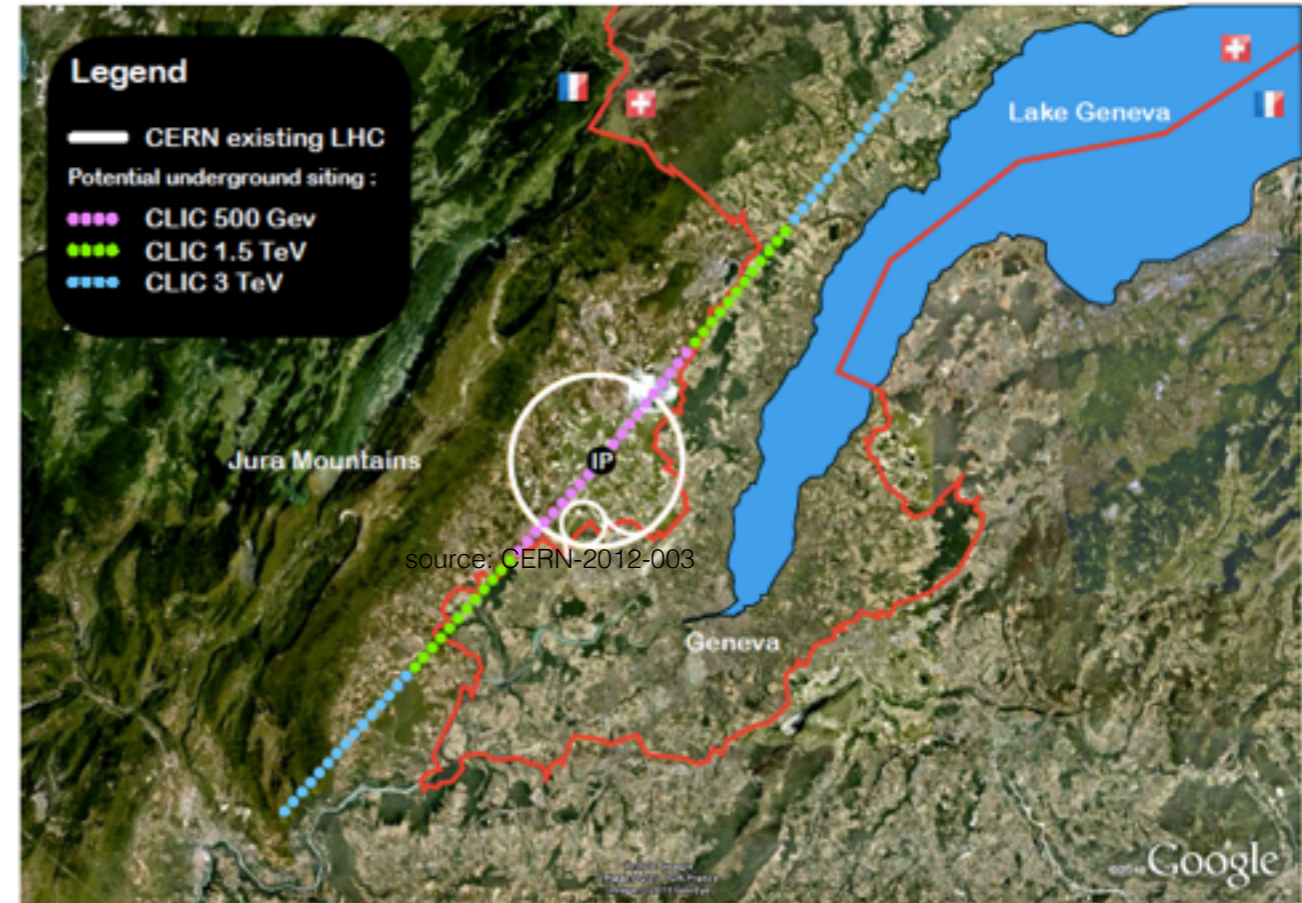 Legend
CERN existing LHC
Potential underground siting :
CLIC 500 Gev
CLIC 1.5 TeV
CLIC 3 TeV
Lake Geneva
Jura Mountains
IP
source: CERN-2012-003
Geneva
Google